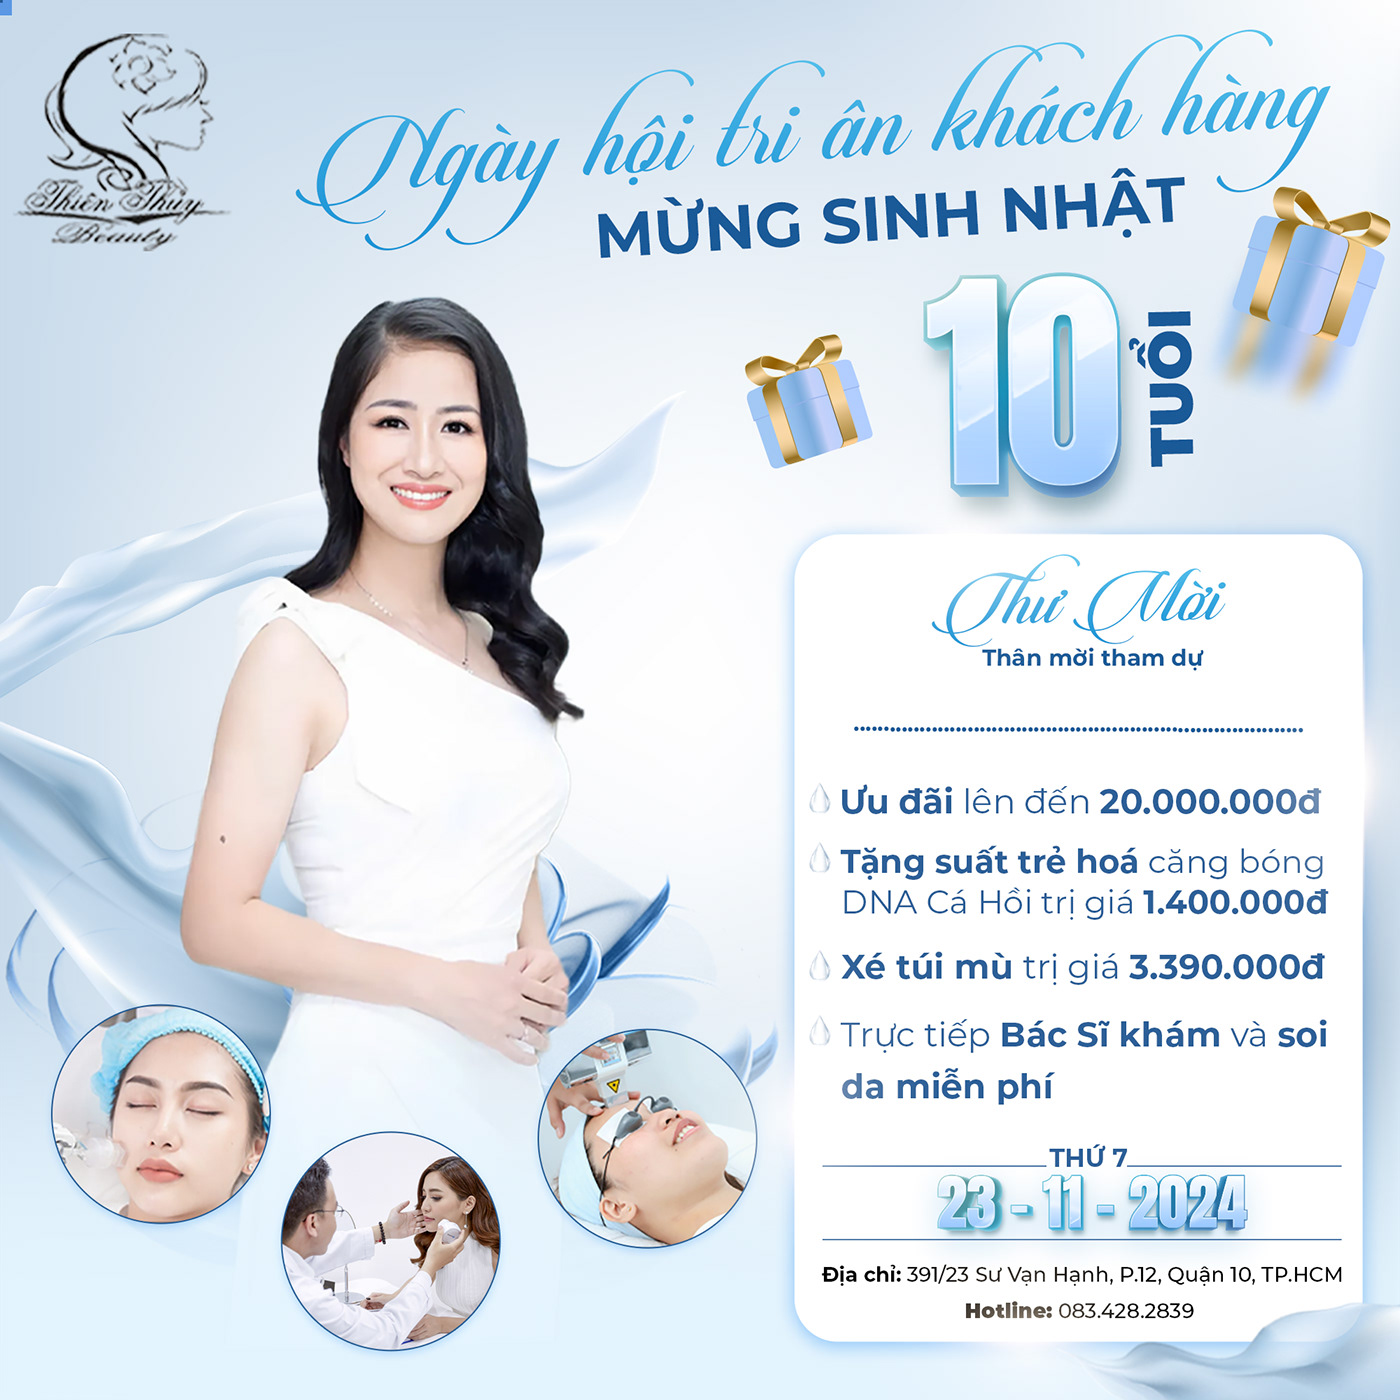 Thiên Thùy
Beauty
Ngày hội tri ân khách hàng
MỪNG SINH NHẬT
10
TUỔI
Thư Mời
Thân mời tham dự
Ưu đãi lên đến 20.000.000đ
Tặng suất trẻ hoá căng bóng
DNA Cá Hồi trị giá 1.400.000đ
Xé túi mù trị giá 3.390.000đ
Trực tiếp Bác Sĩ khám và soi
da miễn phí
THỨ 7
23 - 11 - 2024
Địa chỉ: 391/23 Sư Vạn Hạnh, P.12, Quận 10, TP.HCM
Hotline: 083.428.2839